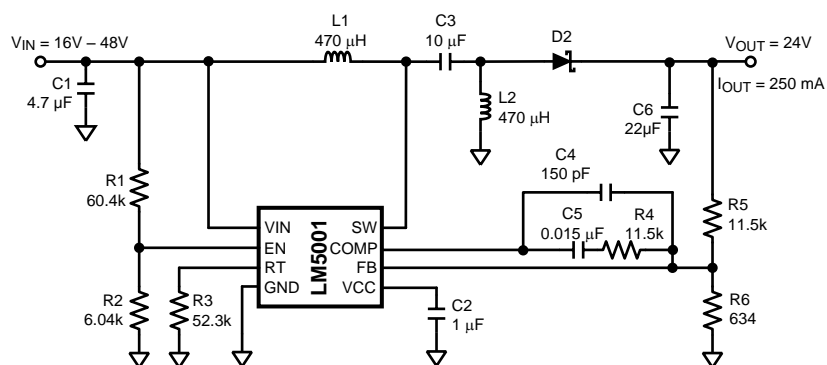 L1
470 µH
C3
10 µF
D2
VIN = 16V – 48V
VOUT = 24V
IOUT = 250 mA
C1
4.7 µF
L2
470 µH
C6
22µF
C4
150 pF
R1
60.4k
C5
0.015 µF
R4
11.5k
R5
11.5k
LM5001
VIN
EN
RT
GND
SW
COMP
FB
VCC
R2
6.04k
R3
52.3k
C2
1 µF
R6
634